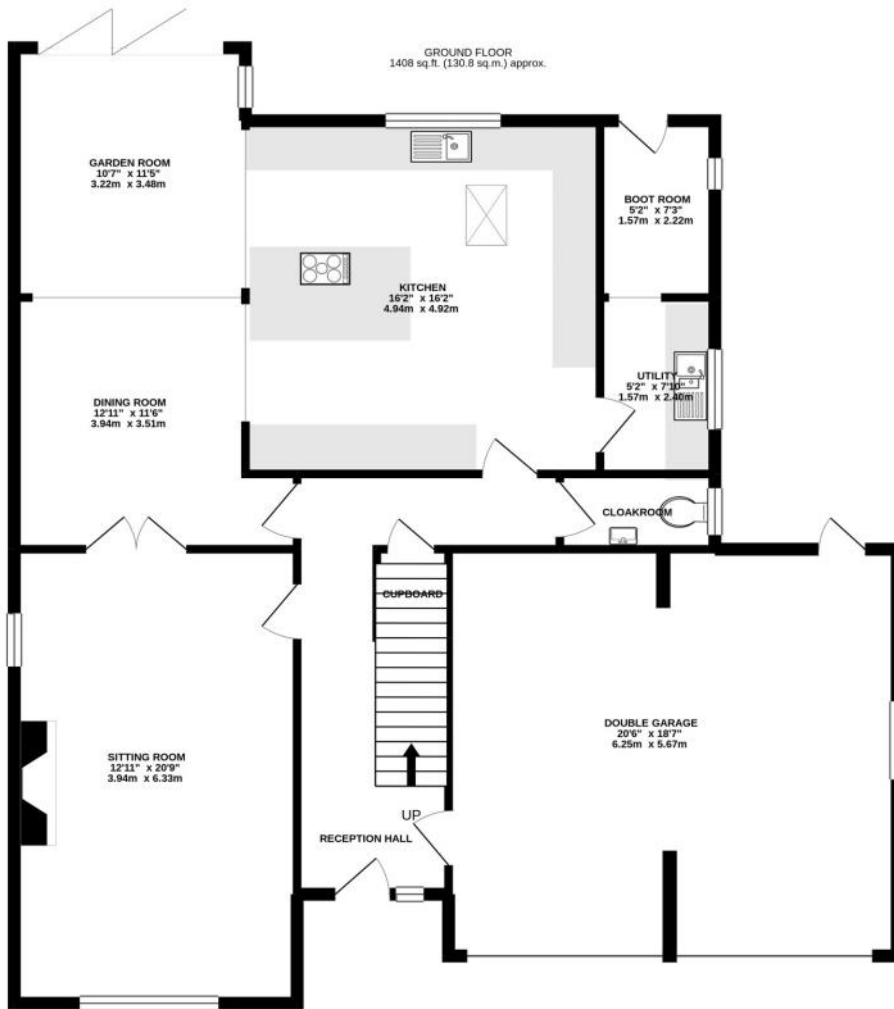 GROUND FLOOR
1408 sq.ft. (130.8 sq.m.) approx.
GARDEN ROOM
10'7" x 11'5"
3.22m x 3.48m
BOOT ROOM
5'2" x 7'3"
1.57m x 2.22m
KITCHEN
16'2" x 16'2"
4.94m x 4.92m
UTILITY
5'2" x 7'10"
1.57m x 2.40m
DINING ROOM
12'11" x 11'6"
3.94m x 3.51m
CLOAKROOM
CUPBOARD
DOUBLE GARAGE
20'6" x 18'7"
6.25m x 5.67m
SITTING ROOM
12'11" x 20'9"
3.94m x 6.33m
UP
RECEPTION HALL